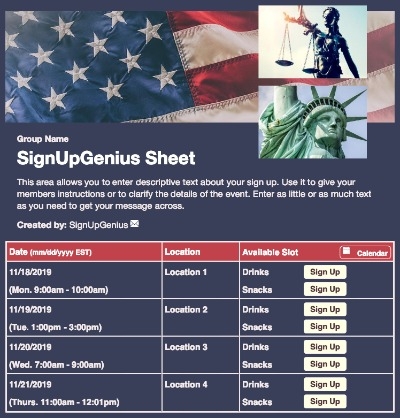 Group Name
SignUpGenius Sheet
This area allows you to enter descriptive text about your sign up. Use it to give your
members instructions or to clarify the details of the event. Enter as little or as much text
as you need to get your message across.
Created by: SignUpGenius
Date (mm/dd/yyyy EST) Location Available Slot Calendar
11/18/2019 Location 1 Drinks Sign Up
(Mon. 9:00am - 10:00am) Snacks Sign Up
11/19/2019 Location 2 Drinks Sign Up
(Tue. 1:00pm - 3:00pm) Snacks Sign Up
11/20/2019 Location 3 Drinks Sign Up
(Wed. 7:00am - 9:00am) Snacks Sign Up
11/21/2019 Location 4 Drinks Sign Up
(Thurs. 11:00am - 12:01pm) Snacks Sign Up